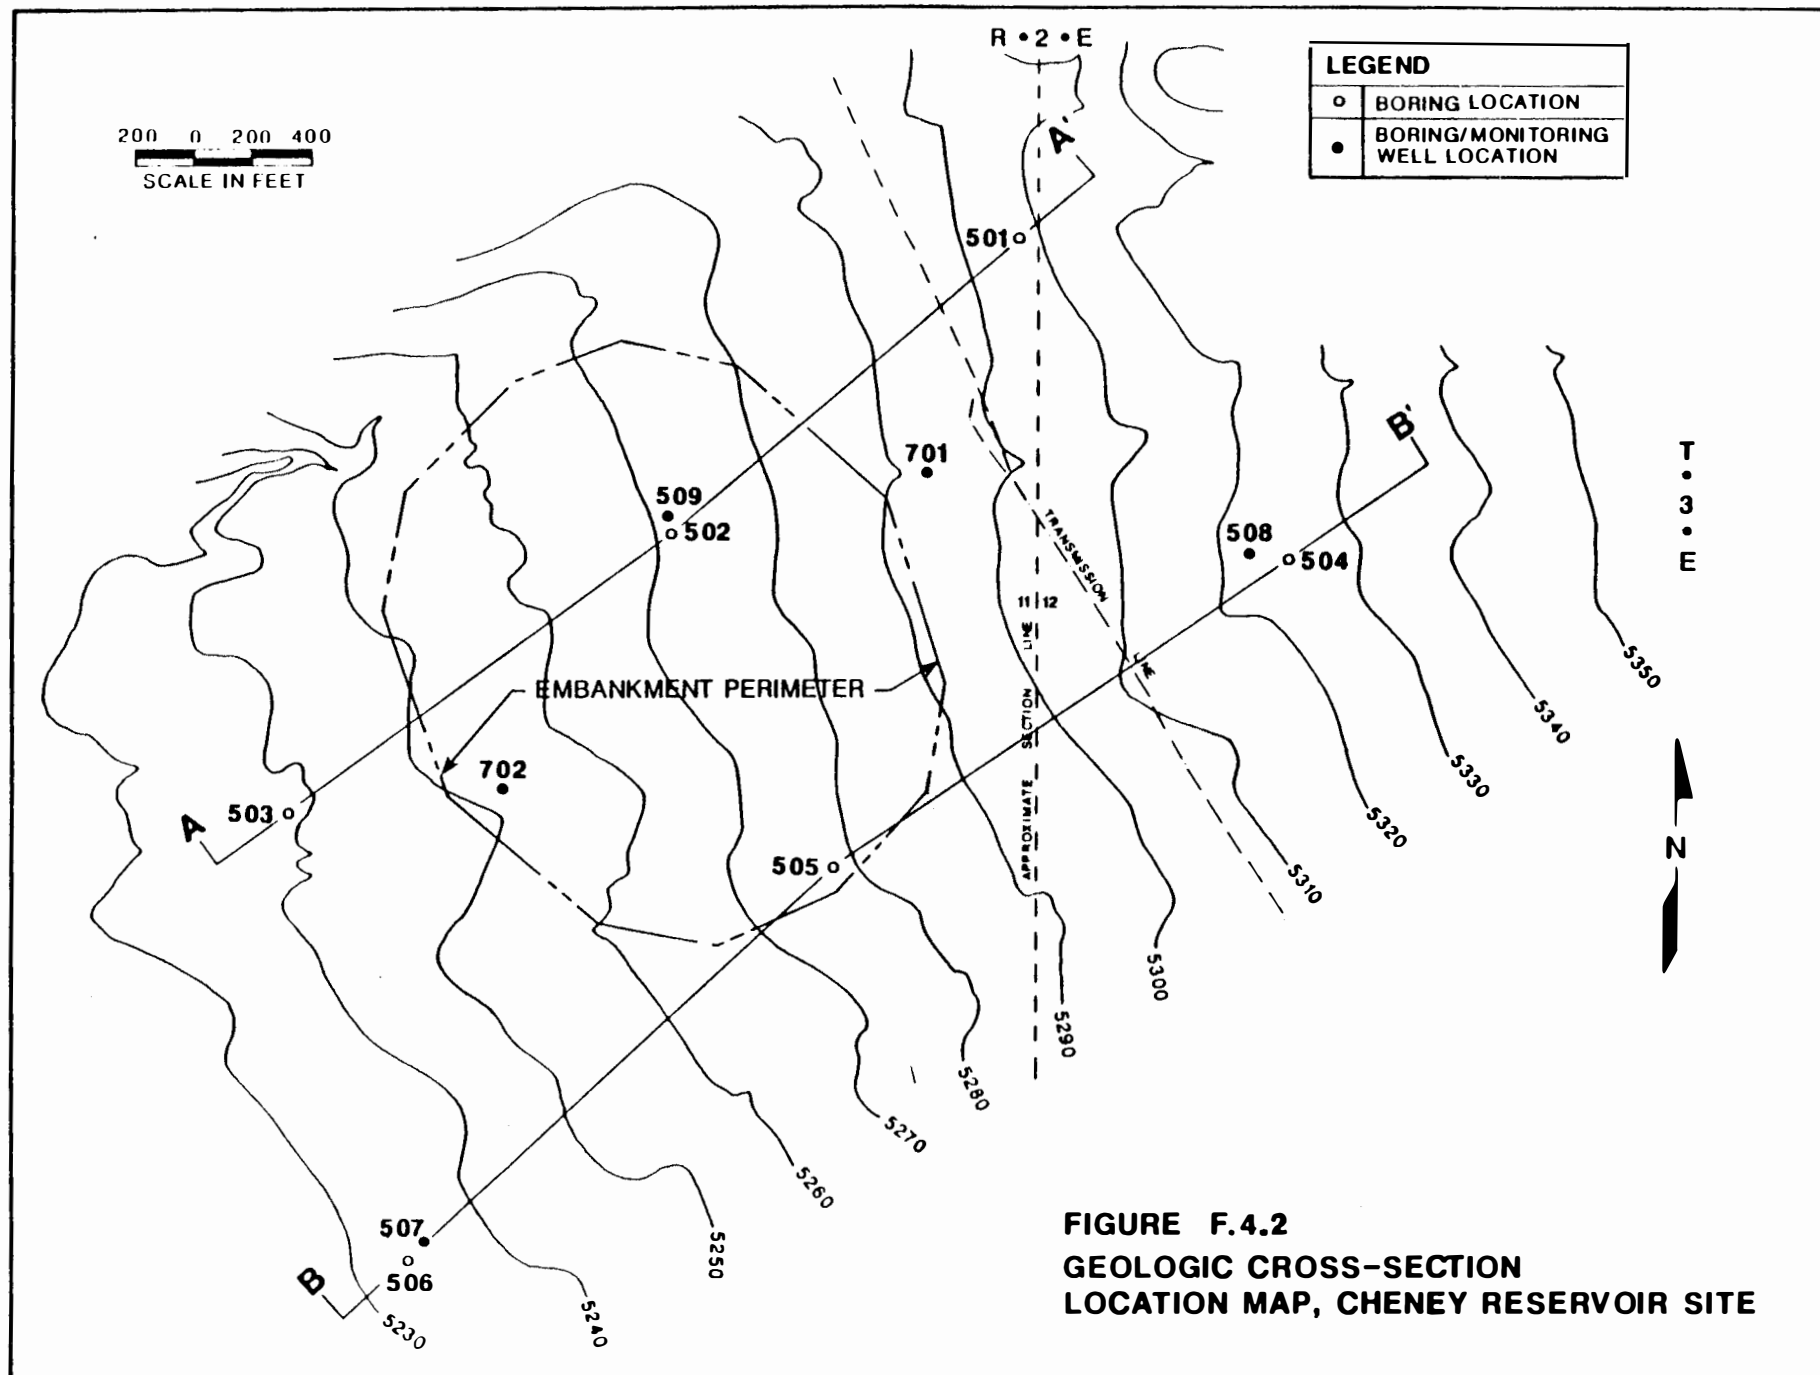 R • 2 • E
LEGEND
BORING LOCATION
BORING/MONITORING
WELL LOCATION
200 0 200 400
SCALE IN FEET
A'
501
B'
701
T
•
3
•
E
509
502
508
504
TRANSMISSION
LINE
11 12
APPROXIMATE SECTION LINE
EMBANKMENT PERIMETER
702
503
A
505
N
5350
5340
5330
5320
5310
5300
5290
5280
5270
5260
5250
5240
5230
507
506
B
FIGURE F.4.2
GEOLOGIC CROSS-SECTION
LOCATION MAP, CHENEY RESERVOIR SITE